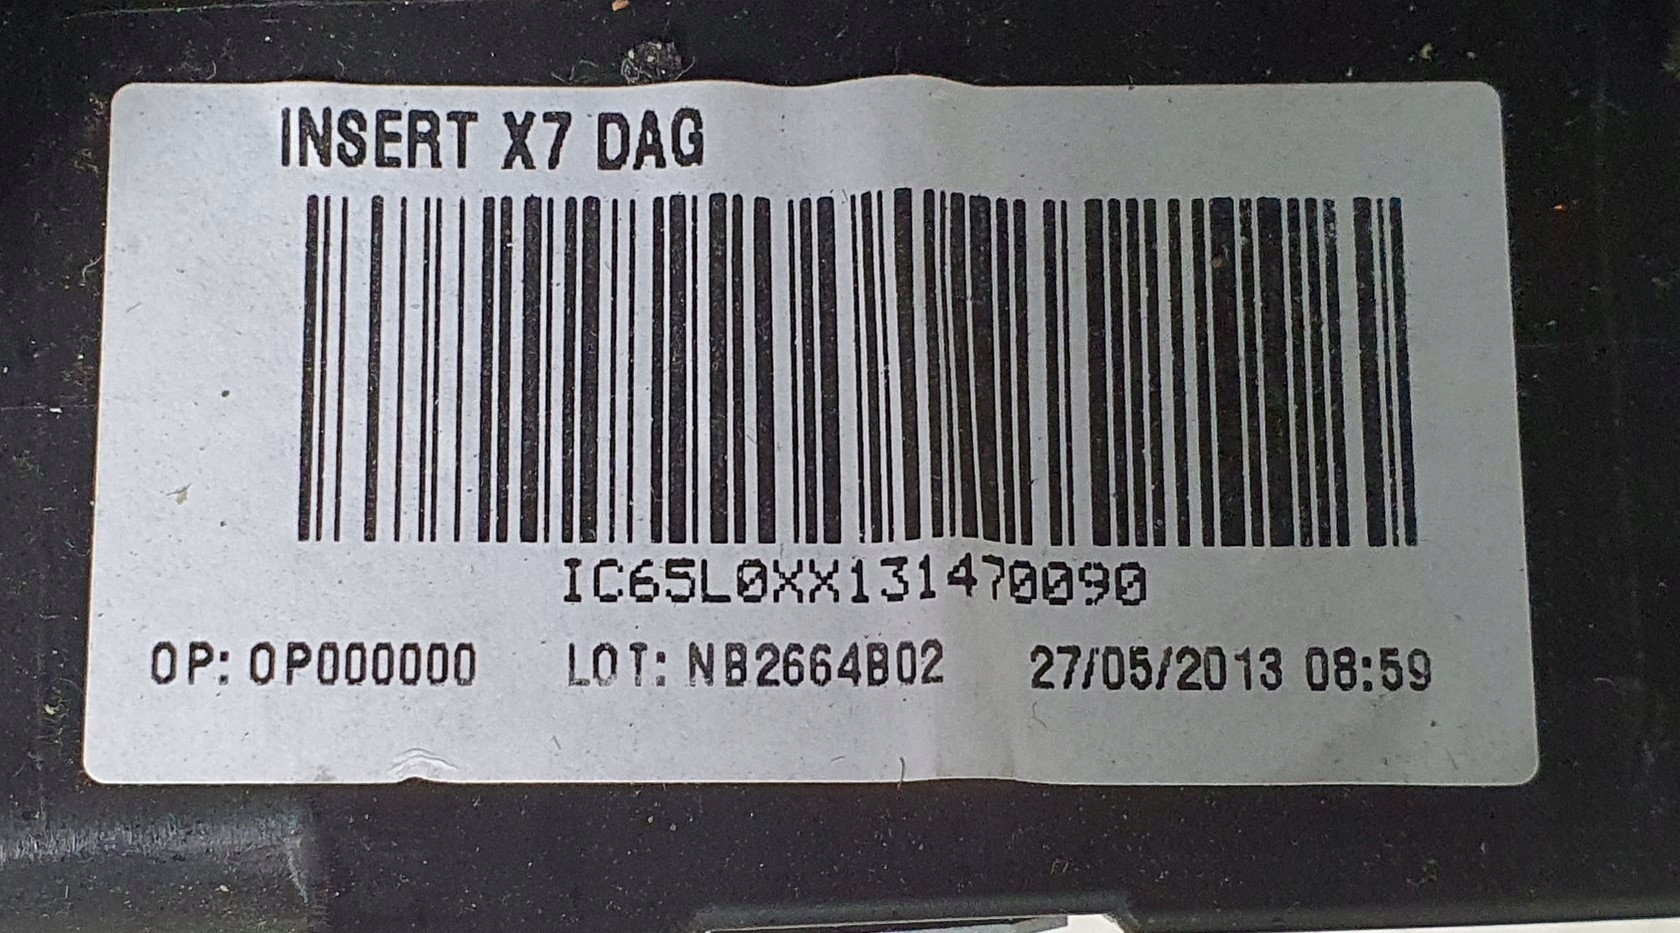 INSERT X7 DAG
IC65L0XX131470090
OP: OP000000 LOT: NB2664B02 27/05/2013 08:59